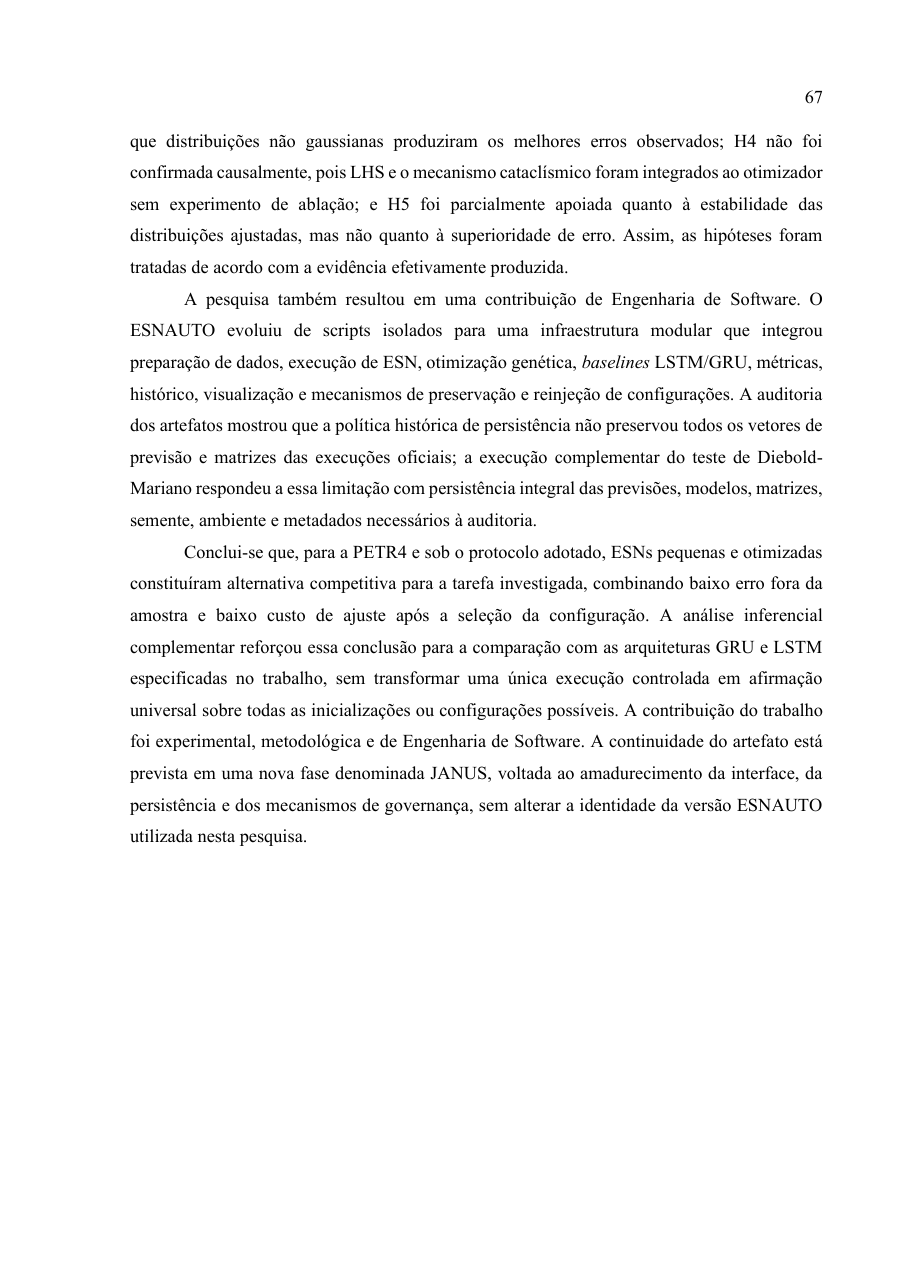 67
que distribuições não gaussianas produziram os melhores erros observados; H4 não foi
confirmada causalmente, pois LHS e o mecanismo cataclísmico foram integrados ao otimizador
sem experimento de ablação; e H5 foi parcialmente apoiada quanto à estabilidade das
distribuições ajustadas, mas não quanto à superioridade de erro. Assim, as hipóteses foram
tratadas de acordo com a evidência efetivamente produzida.
A pesquisa também resultou em uma contribuição de Engenharia de Software. O
ESNAUTO evoluiu de scripts isolados para uma infraestrutura modular que integrou
preparação de dados, execução de ESN, otimização genética, baselines LSTM/GRU, métricas,
histórico, visualização e mecanismos de preservação e reinjeção de configurações. A auditoria
dos artefatos mostrou que a política histórica de persistência não preservou todos os vetores de
previsão e matrizes das execuções oficiais; a execução complementar do teste de Diebold-
Mariano respondeu a essa limitação com persistência integral das previsões, modelos, matrizes,
semente, ambiente e metadados necessários à auditoria.
Conclui-se que, para a PETR4 e sob o protocolo adotado, ESNs pequenas e otimizadas
constituíram alternativa competitiva para a tarefa investigada, combinando baixo erro fora da
amostra e baixo custo de ajuste após a seleção da configuração. A análise inferencial
complementar reforçou essa conclusão para a comparação com as arquiteturas GRU e LSTM
especificadas no trabalho, sem transformar uma única execução controlada em afirmação
universal sobre todas as inicializações ou configurações possíveis. A contribuição do trabalho
foi experimental, metodológica e de Engenharia de Software. A continuidade do artefato está
prevista em uma nova fase denominada JANUS, voltada ao amadurecimento da interface, da
persistência e dos mecanismos de governança, sem alterar a identidade da versão ESNAUTO
utilizada nesta pesquisa.